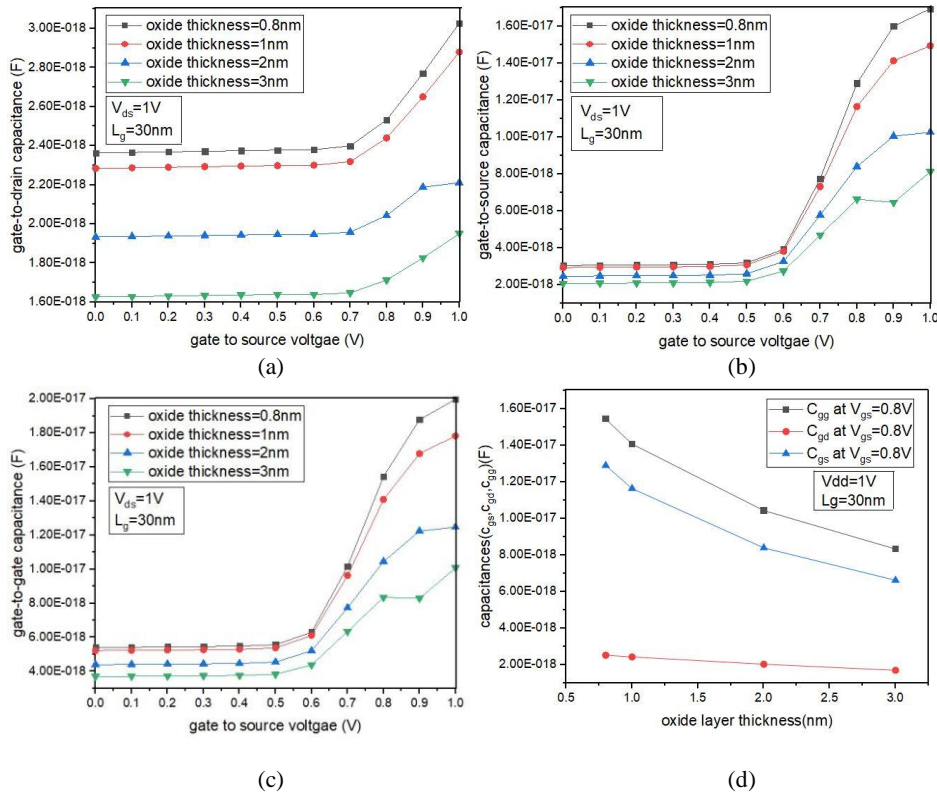 3.00E-018
2.80E-018
2.60E-018
2.40E-018
2.20E-018
2.00E-018
1.80E-018
1.60E-018
gate-to-drain capacitance (F)
oxide thickness=0.8nm
oxide thickness=1nm
oxide thickness=2nm
oxide thickness=3nm
Vds=1V
Lg=30nm
0.0 0.1 0.2 0.3 0.4 0.5 0.6 0.7 0.8 0.9 1.0
gate to source voltgae (V)
(a)
1.60E-017
1.40E-017
1.20E-017
1.00E-017
8.00E-018
6.00E-018
4.00E-018
2.00E-018
gate-to-source capacitance (F)
oxide thickness=0.8nm
oxide thickness=1nm
oxide thickness=2nm
oxide thickness=3nm
Vds=1V
Lg=30nm
0.0 0.1 0.2 0.3 0.4 0.5 0.6 0.7 0.8 0.9 1.0
gate to source voltgae (V)
(b)
2.00E-017
1.80E-017
1.60E-017
1.40E-017
1.20E-017
1.00E-017
8.00E-018
6.00E-018
4.00E-018
gate-to-gate capacitance (F)
oxide thickness=0.8nm
oxide thickness=1nm
oxide thickness=2nm
oxide thickness=3nm
Vds=1V
Lg=30nm
0.0 0.1 0.2 0.3 0.4 0.5 0.6 0.7 0.8 0.9 1.0
gate to source voltgae (V)
(c)
1.60E-017
1.40E-017
1.20E-017
1.00E-017
8.00E-018
6.00E-018
4.00E-018
2.00E-018
capacitances(cgs,cgd,cgg)(F)
Cgg at Vgs=0.8V
Cgd at Vgs=0.8V
Cgs at Vgs=0.8V
Vdd=1V
Lg=30nm
0.5 1.0 1.5 2.0 2.5 3.0
oxide layer thickness(nm)
(d)